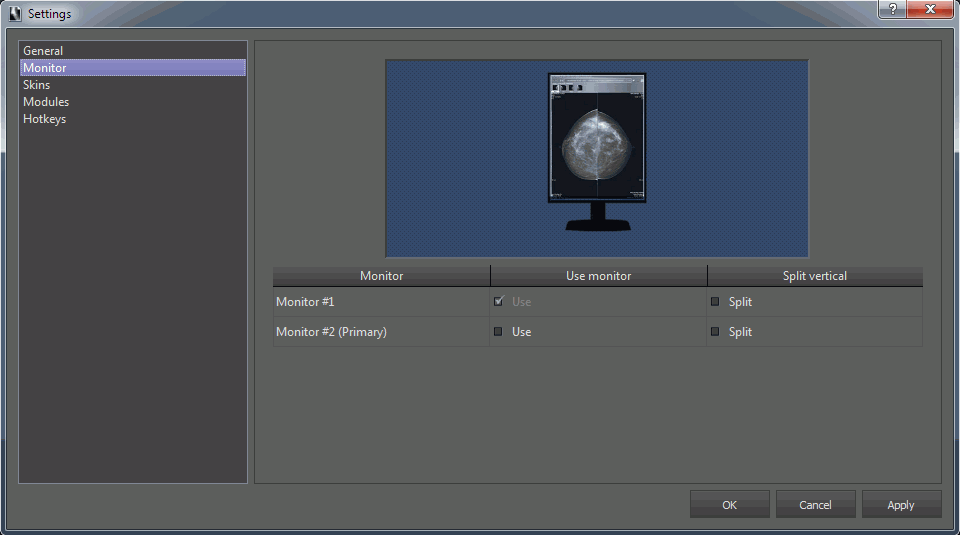 Settings
?
General
Monitor
Skins
Modules
Hotkeys
Monitor Use monitor Split vertical
Monitor #1 Use Split
Monitor #2 (Primary) Use Split
OK Cancel Apply